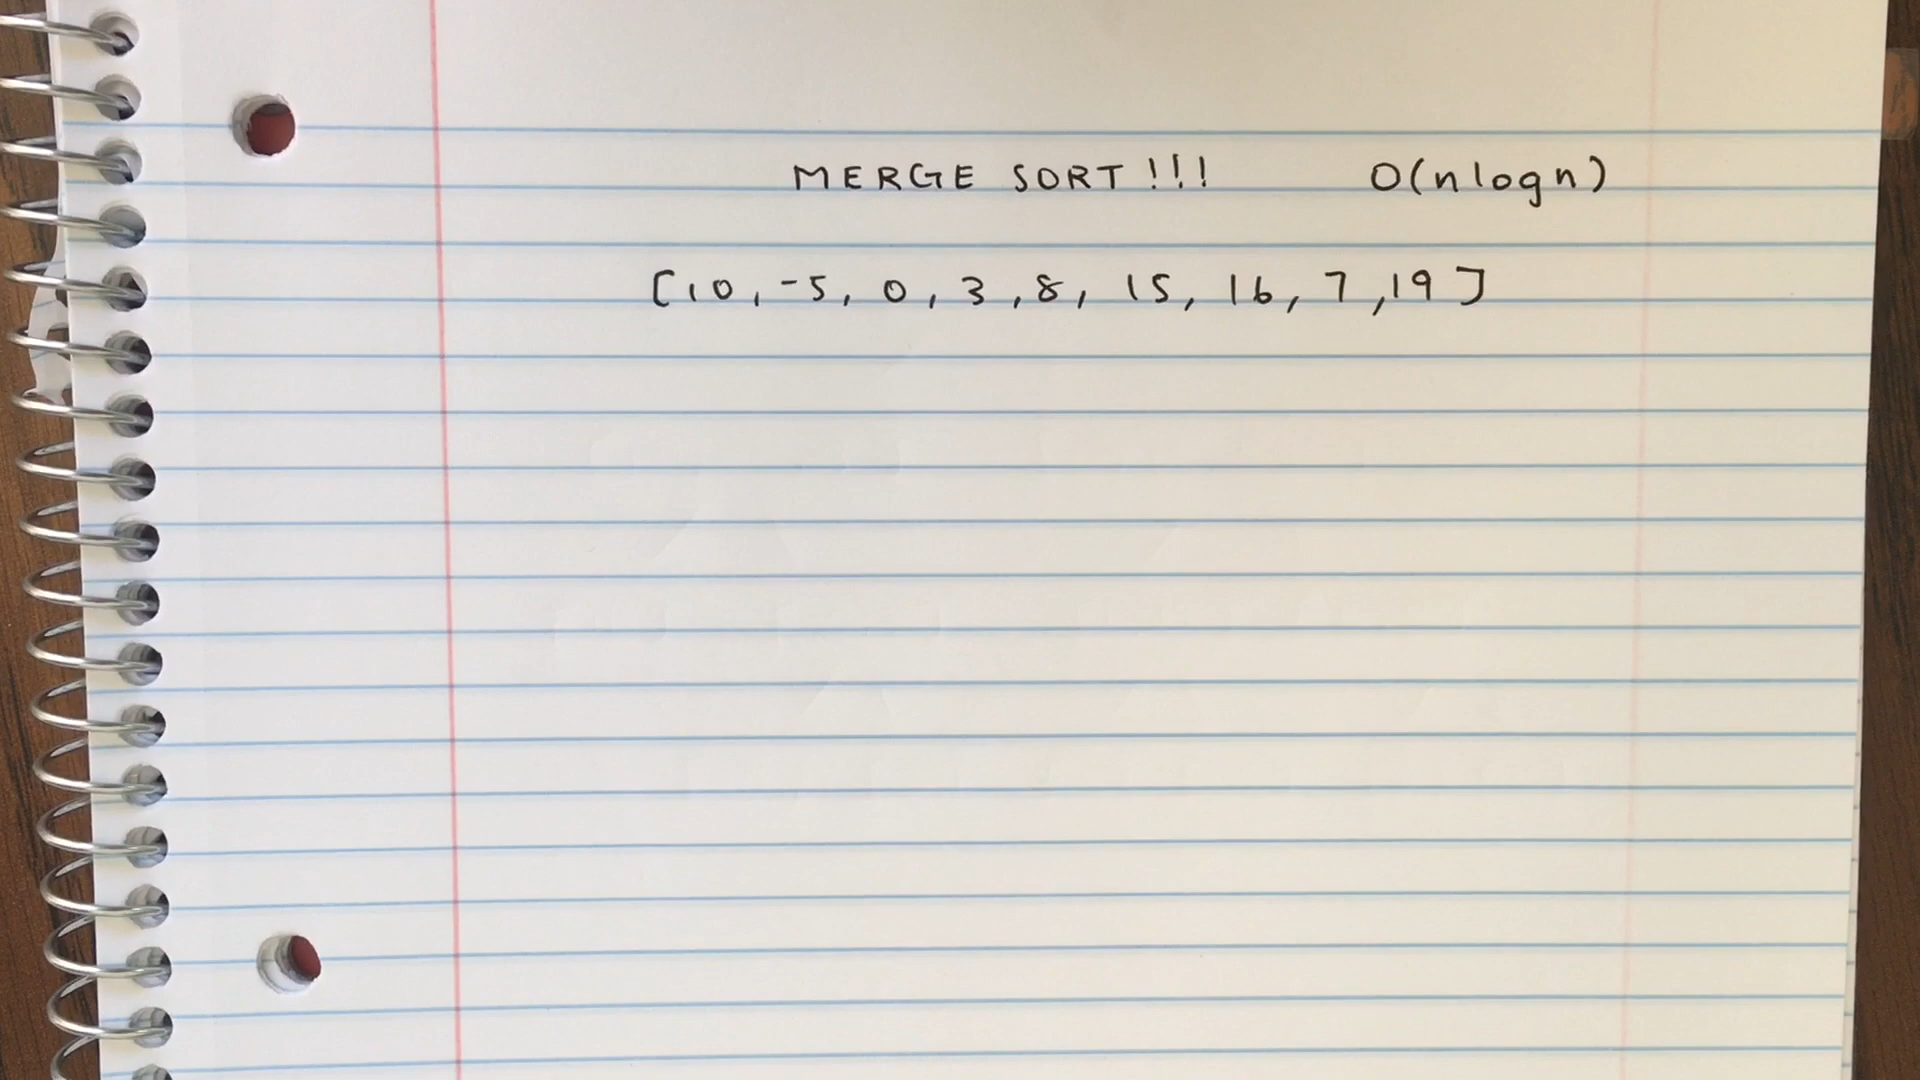 MERGE SORT!!! O(nlogn)
[10, -5, 0, 3, 8, 15, 16, 7, 19]